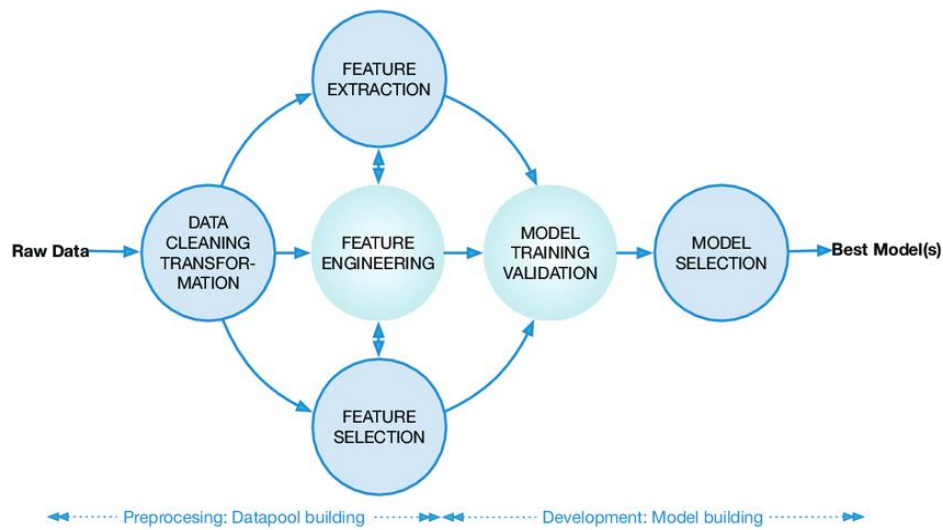 FEATURE
EXTRACTION
Raw Data
DATA
CLEANING
TRANSFOR-
MATION
FEATURE
ENGINEERING
MODEL
TRAINING
VALIDATION
MODEL
SELECTION
Best Model(s)
FEATURE
SELECTION
Preprocesing: Datapool building
Development: Model building